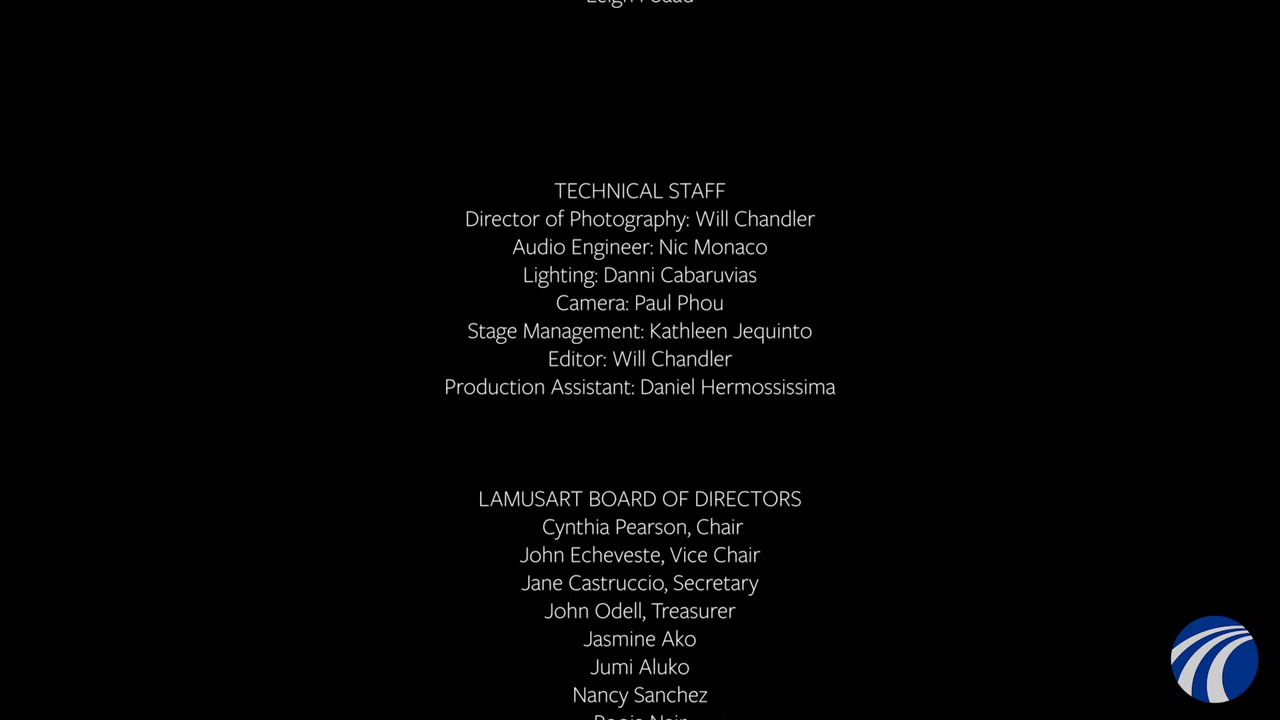 TECHNICAL STAFF
Director of Photography: Will Chandler
Audio Engineer: Nic Monaco
Lighting: Danni Cabaruvias
Camera: Paul Phou
Stage Management: Kathleen Jequinto
Editor: Will Chandler
Production Assistant: Daniel Hermossissima
LAMUSART BOARD OF DIRECTORS
Cynthia Pearson, Chair
John Echeveste, Vice Chair
Jane Castruccio, Secretary
John Odell, Treasurer
Jasmine Ako
Jumi Aluko
Nancy Sanchez